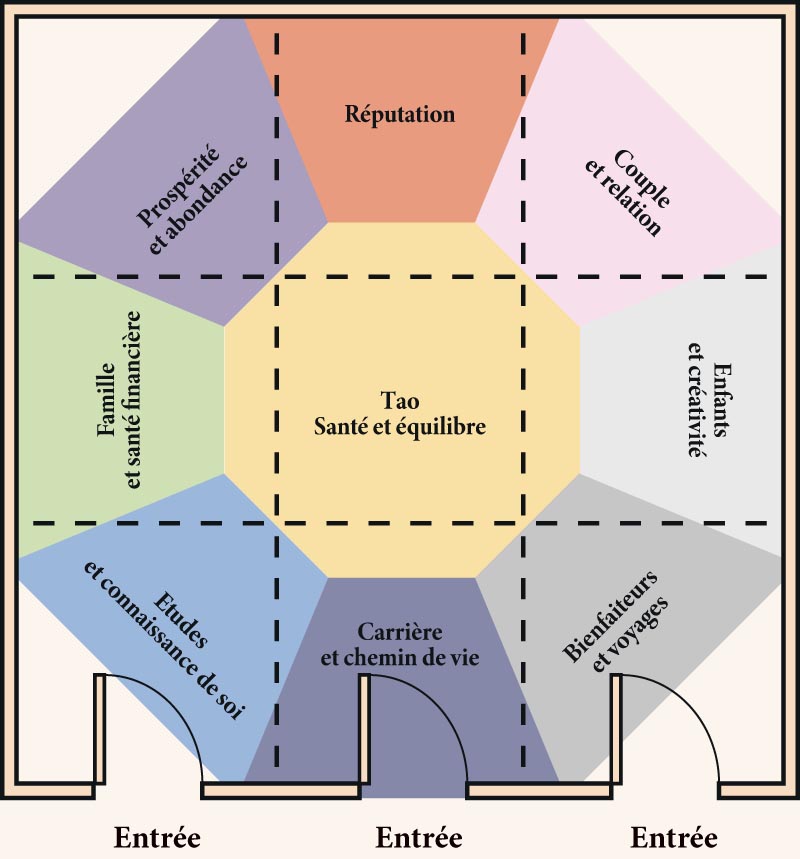 Réputation
Prospérité
et abondance
Couple
et relation
Famille
et santé financière
Tao
Santé et équilibre
Enfants
et créativité
Etudes
et connaissance de soi
Carrière
et chemin de vie
Bienfaiteurs
et voyages
Entrée
Entrée
Entrée